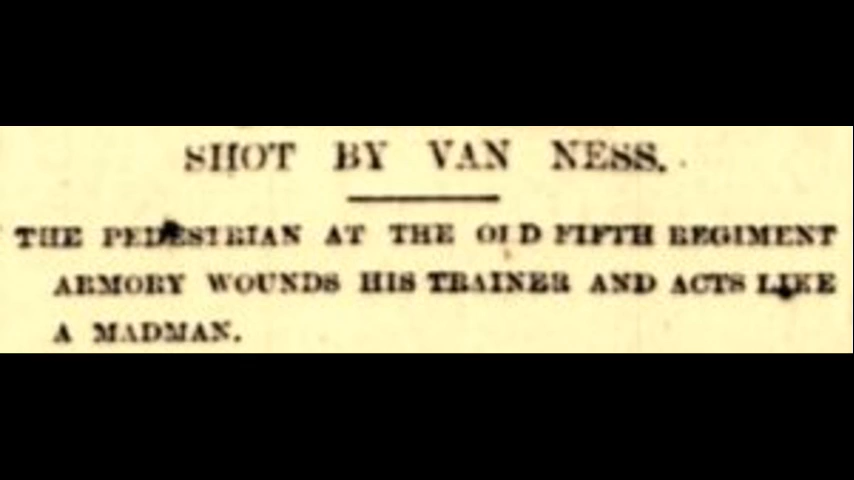 SHOT BY VAN NESS.
THE PEDESTRIAN AT THE OLD FIFTH REGIMENT
ARMORY WOUNDS HIS TRAINER AND ACTS LIKE
A MADMAN.